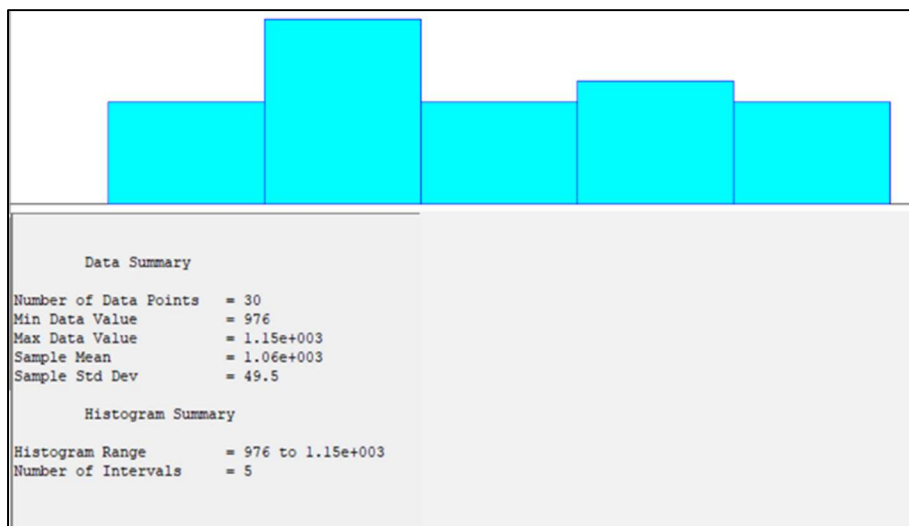 Data Summary
Number of Data Points = 30
Min Data Value = 976
Max Data Value = 1.15e+003
Sample Mean = 1.06e+003
Sample Std Dev = 49.5
Histogram Summary
Histogram Range = 976 to 1.15e+003
Number of Intervals = 5